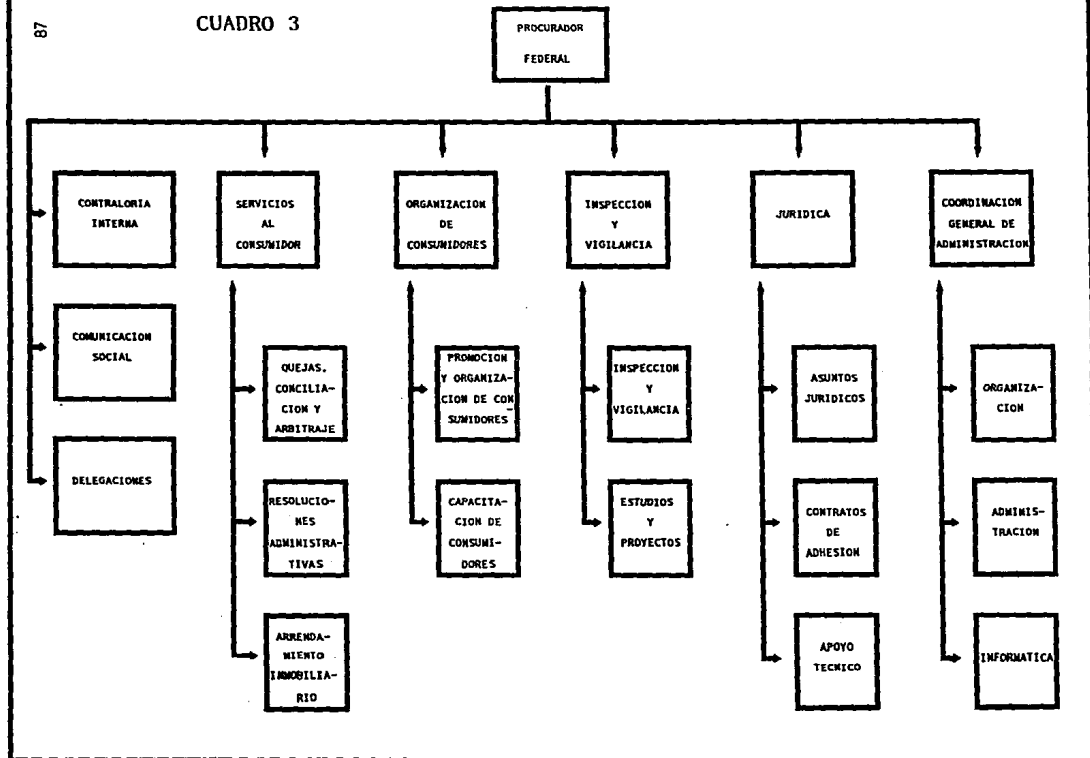 87
CUADRO 3
PROCURADOR
FEDERAL
CONTRALORIA
INTERNA
COMUNICACION
SOCIAL
DELEGACIONES
SERVICIOS
AL
CONSUMIDOR
QUEJAS.
CONCILIA-
CION Y
ARBITRAJE
RESOLUCIO-
NES
ADMINISTRA-
TIVAS
ARRENDA-
MIENTO
INMOBILIA-
RIO
ORGANIZACION
DE
CONSUMIDORES
PROMOCION
Y ORGANIZA-
CION DE CON
SUMIDORES
CAPACITA-
CION DE
CONSUMI-
DORES
INSPECCION
Y
VIGILANCIA
INSPECCION
Y
VIGILANCIA
ESTUDIOS
Y
PROYECTOS
JURIDICA
ASUNTOS
JURIDICOS
CONTRATOS
DE
ADHESION
APOYO
TECNICO
COORDINACION
GENERAL DE
ADMINISTRACION
ORGANIZA-
CION
ADMINIS-
TRACION
INFORMATICA